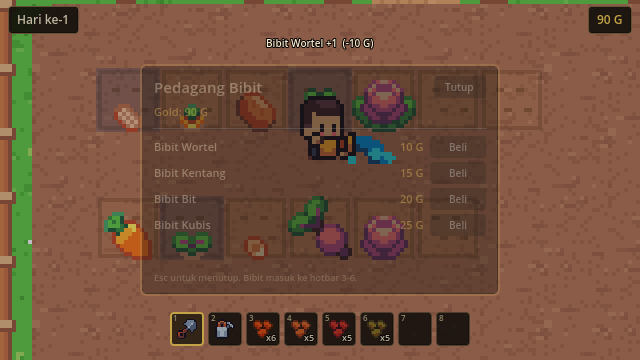 Hari ke-1
90 G
Bibit Wortel +1 (-10 G)
Pedagang Bibit
Tutup
Gold: 90 G
Bibit Wortel 10 G Beli
Bibit Kentang 15 G Beli
Bibit Bit 20 G Beli
Bibit Kubis 25 G Beli
Esc untuk menutup. Bibit masuk ke hotbar 3-6.
1 2 3 4 5 6 7 8
x6 x5 x5 x5